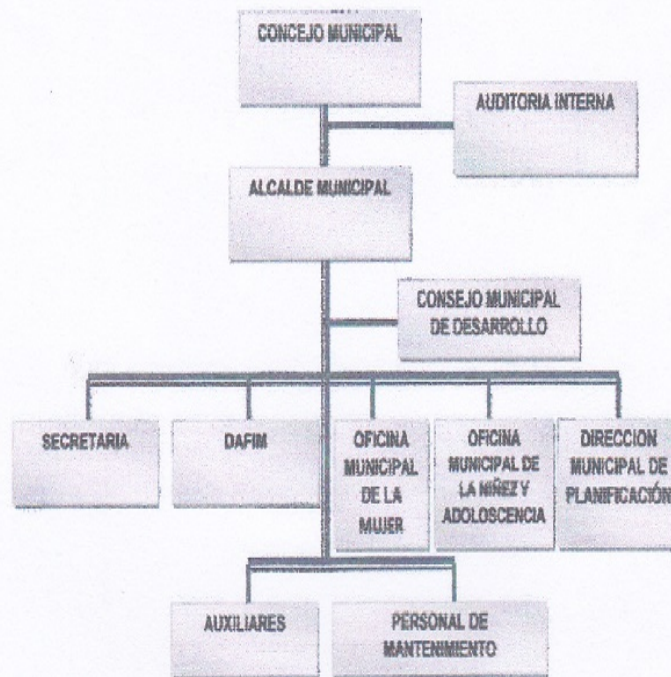 CONCEJO MUNICIPAL
AUDITORIA INTERNA
ALCALDE MUNICIPAL
CONSEJO MUNICIPAL
DE DESARROLLO
SECRETARIA
DAFIM
OFICINA
MUNICIPAL
DE LA
MUJER
OFICINA
MUNICIPAL DE
LA NIÑEZ Y
ADOLOSCENCIA
DIRECCION
MUNICIPAL DE
PLANIFICACIÓN
AUXILIARES
PERSONAL DE
MANTENIMIENTO